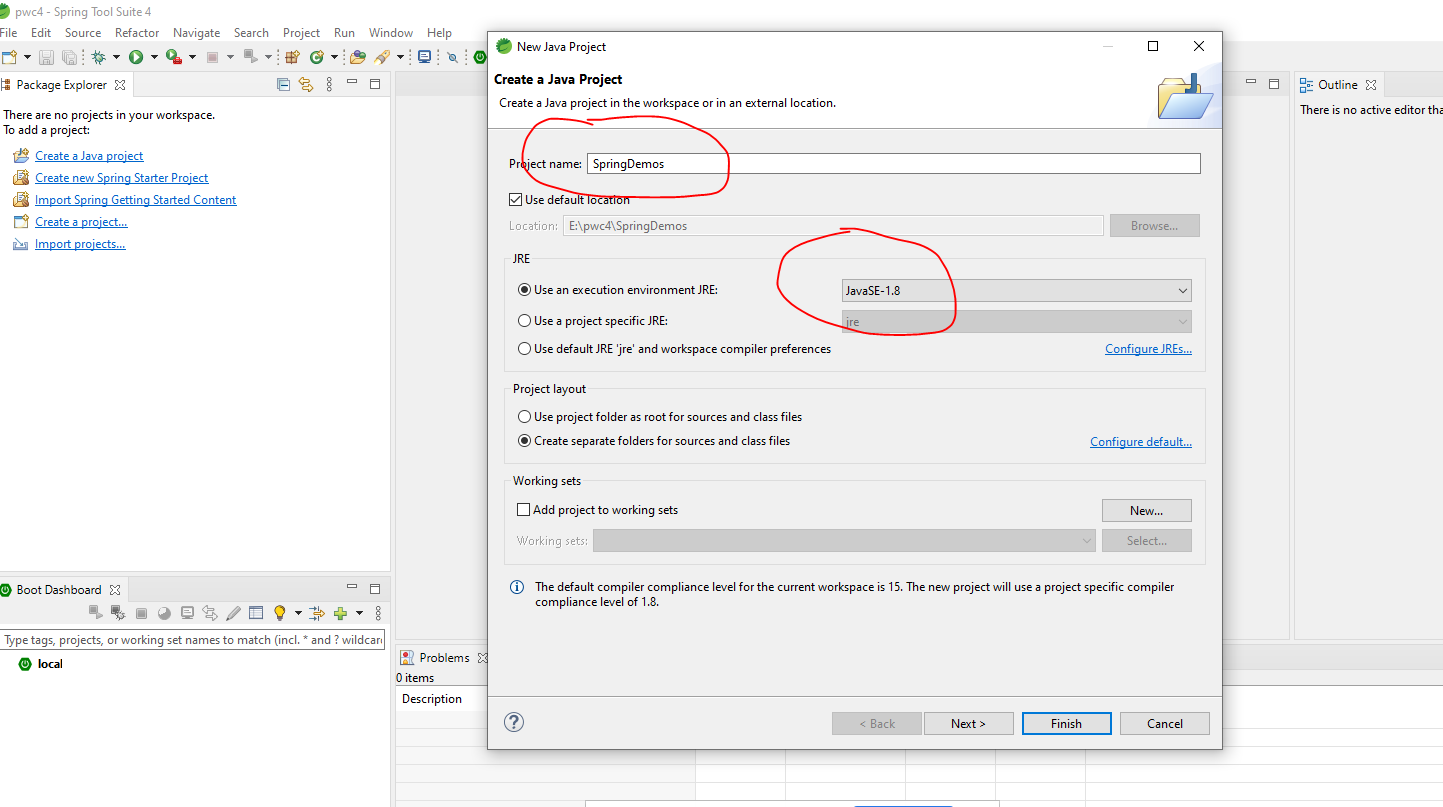 pwc4 - Spring Tool Suite 4
File Edit Source Refactor Navigate Search Project Run Window Help
Package Explorer
There are no projects in your workspace.
To add a project:
Create a Java project
Create new Spring Starter Project
Import Spring Getting Started Content
Create a project...
Import projects...
Boot Dashboard
Type tags, projects, or working set names to match (incl. * and ? wildcar
local
New Java Project
Create a Java Project
Create a Java project in the workspace or in an external location.
Project name: SpringDemos
Use default location
Location: E:\pwc4\SpringDemos Browse...
JRE
Use an execution environment JRE: JavaSE-1.8
Use a project specific JRE: jre
Use default JRE 'jre' and workspace compiler preferences Configure JREs...
Project layout
Use project folder as root for sources and class files
Create separate folders for sources and class files Configure default...
Working sets
Add project to working sets New...
Working sets: Select...
The default compiler compliance level for the current workspace is 15. The new project will use a project specific compiler
compliance level of 1.8.
? < Back Next > Finish Cancel
Problems
0 items
Description
Outline
There is no active editor tha